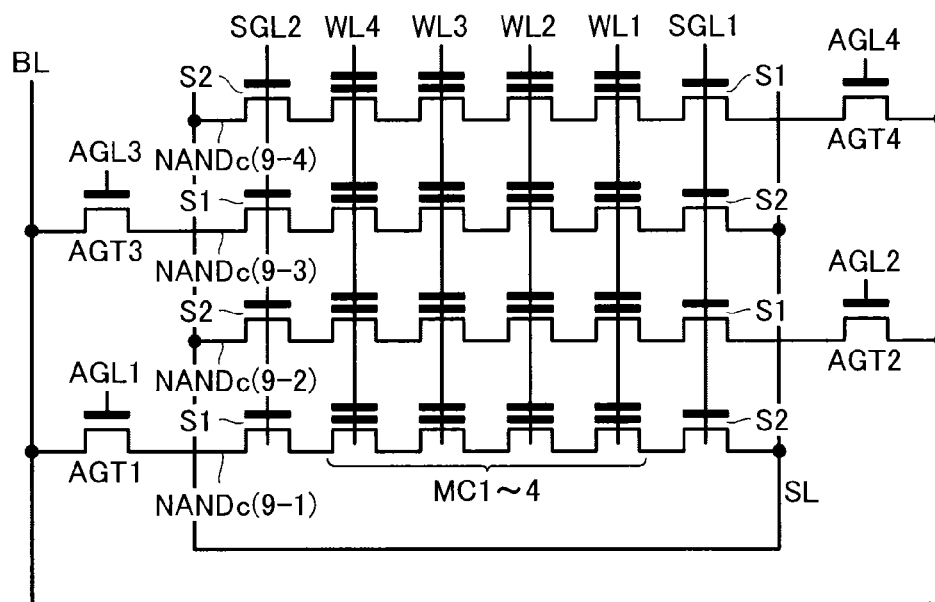 SGL2 WL4 WL3 WL2 WL1 SGL1
BL S2 S1 AGL4
AGL3 NANDc(9-4) AGT4
S1 S2
AGT3 NANDc(9-3) AGL2
S2 S1
AGL1 NANDc(9-2) AGT2
S1 S2
AGT1 MC1~4 SL
NANDc(9-1)